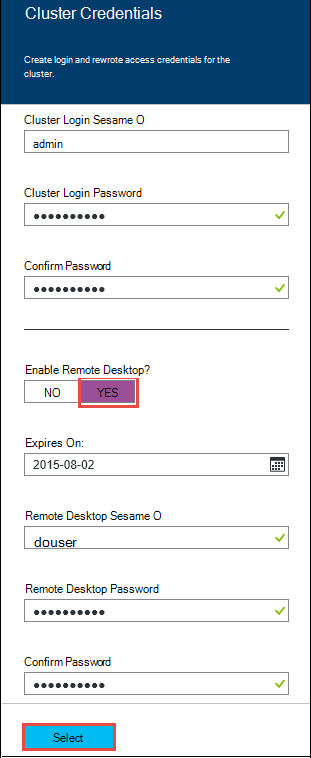 Cluster Credentials
Create login and rewrote access credentials for the
cluster.
Cluster Login Sesame O
admin
Cluster Login Password
●●●●●●●●●●
Confirm Password
●●●●●●●●●●
Enable Remote Desktop?
NO YES
Expires On:
2015-08-02
Remote Desktop Sesame O
douser
Remote Desktop Password
●●●●●●●●●●
Confirm Password
●●●●●●●●●●
Select